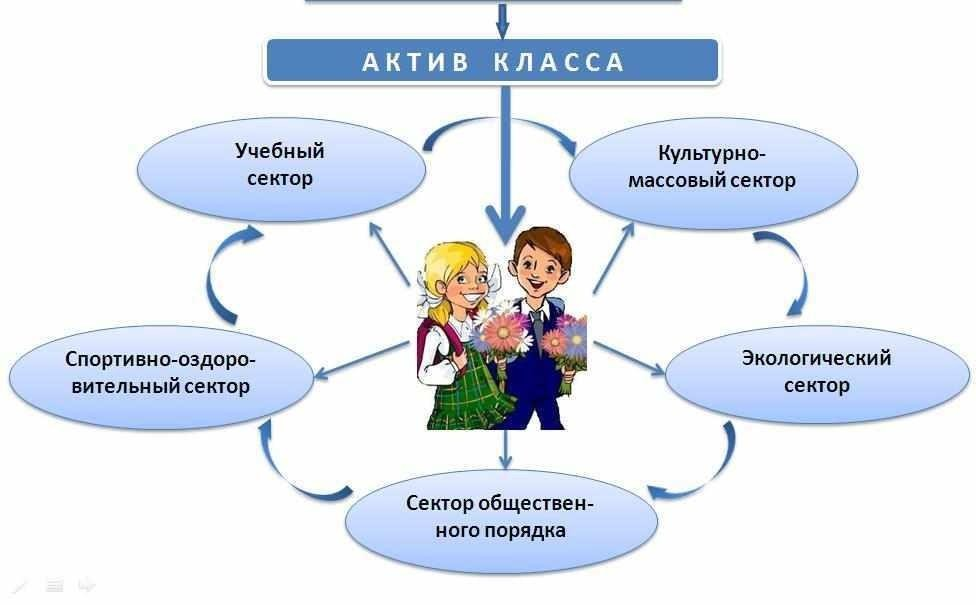 АКТИВ КЛАССА
Учебный
сектор
Культурно-
массовый сектор
Спортивно-оздоро-
вительный сектор
Экологический
сектор
Сектор обществен-
ного порядка